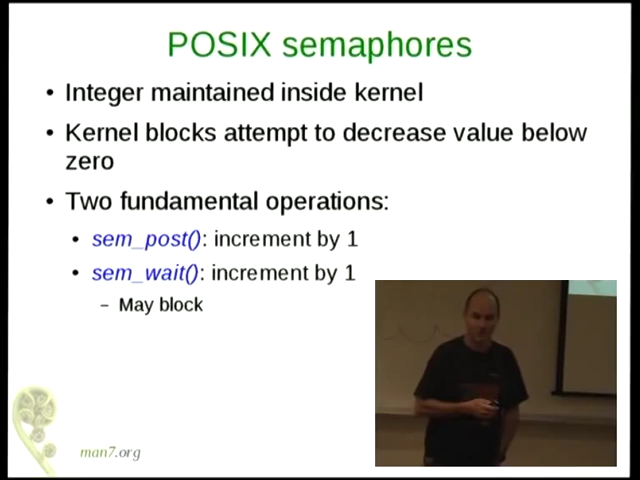 POSIX semaphores
• Integer maintained inside kernel
• Kernel blocks attempt to decrease value below
zero
• Two fundamental operations:
• sem_post(): increment by 1
• sem_wait(): increment by 1
– May block
man7.org